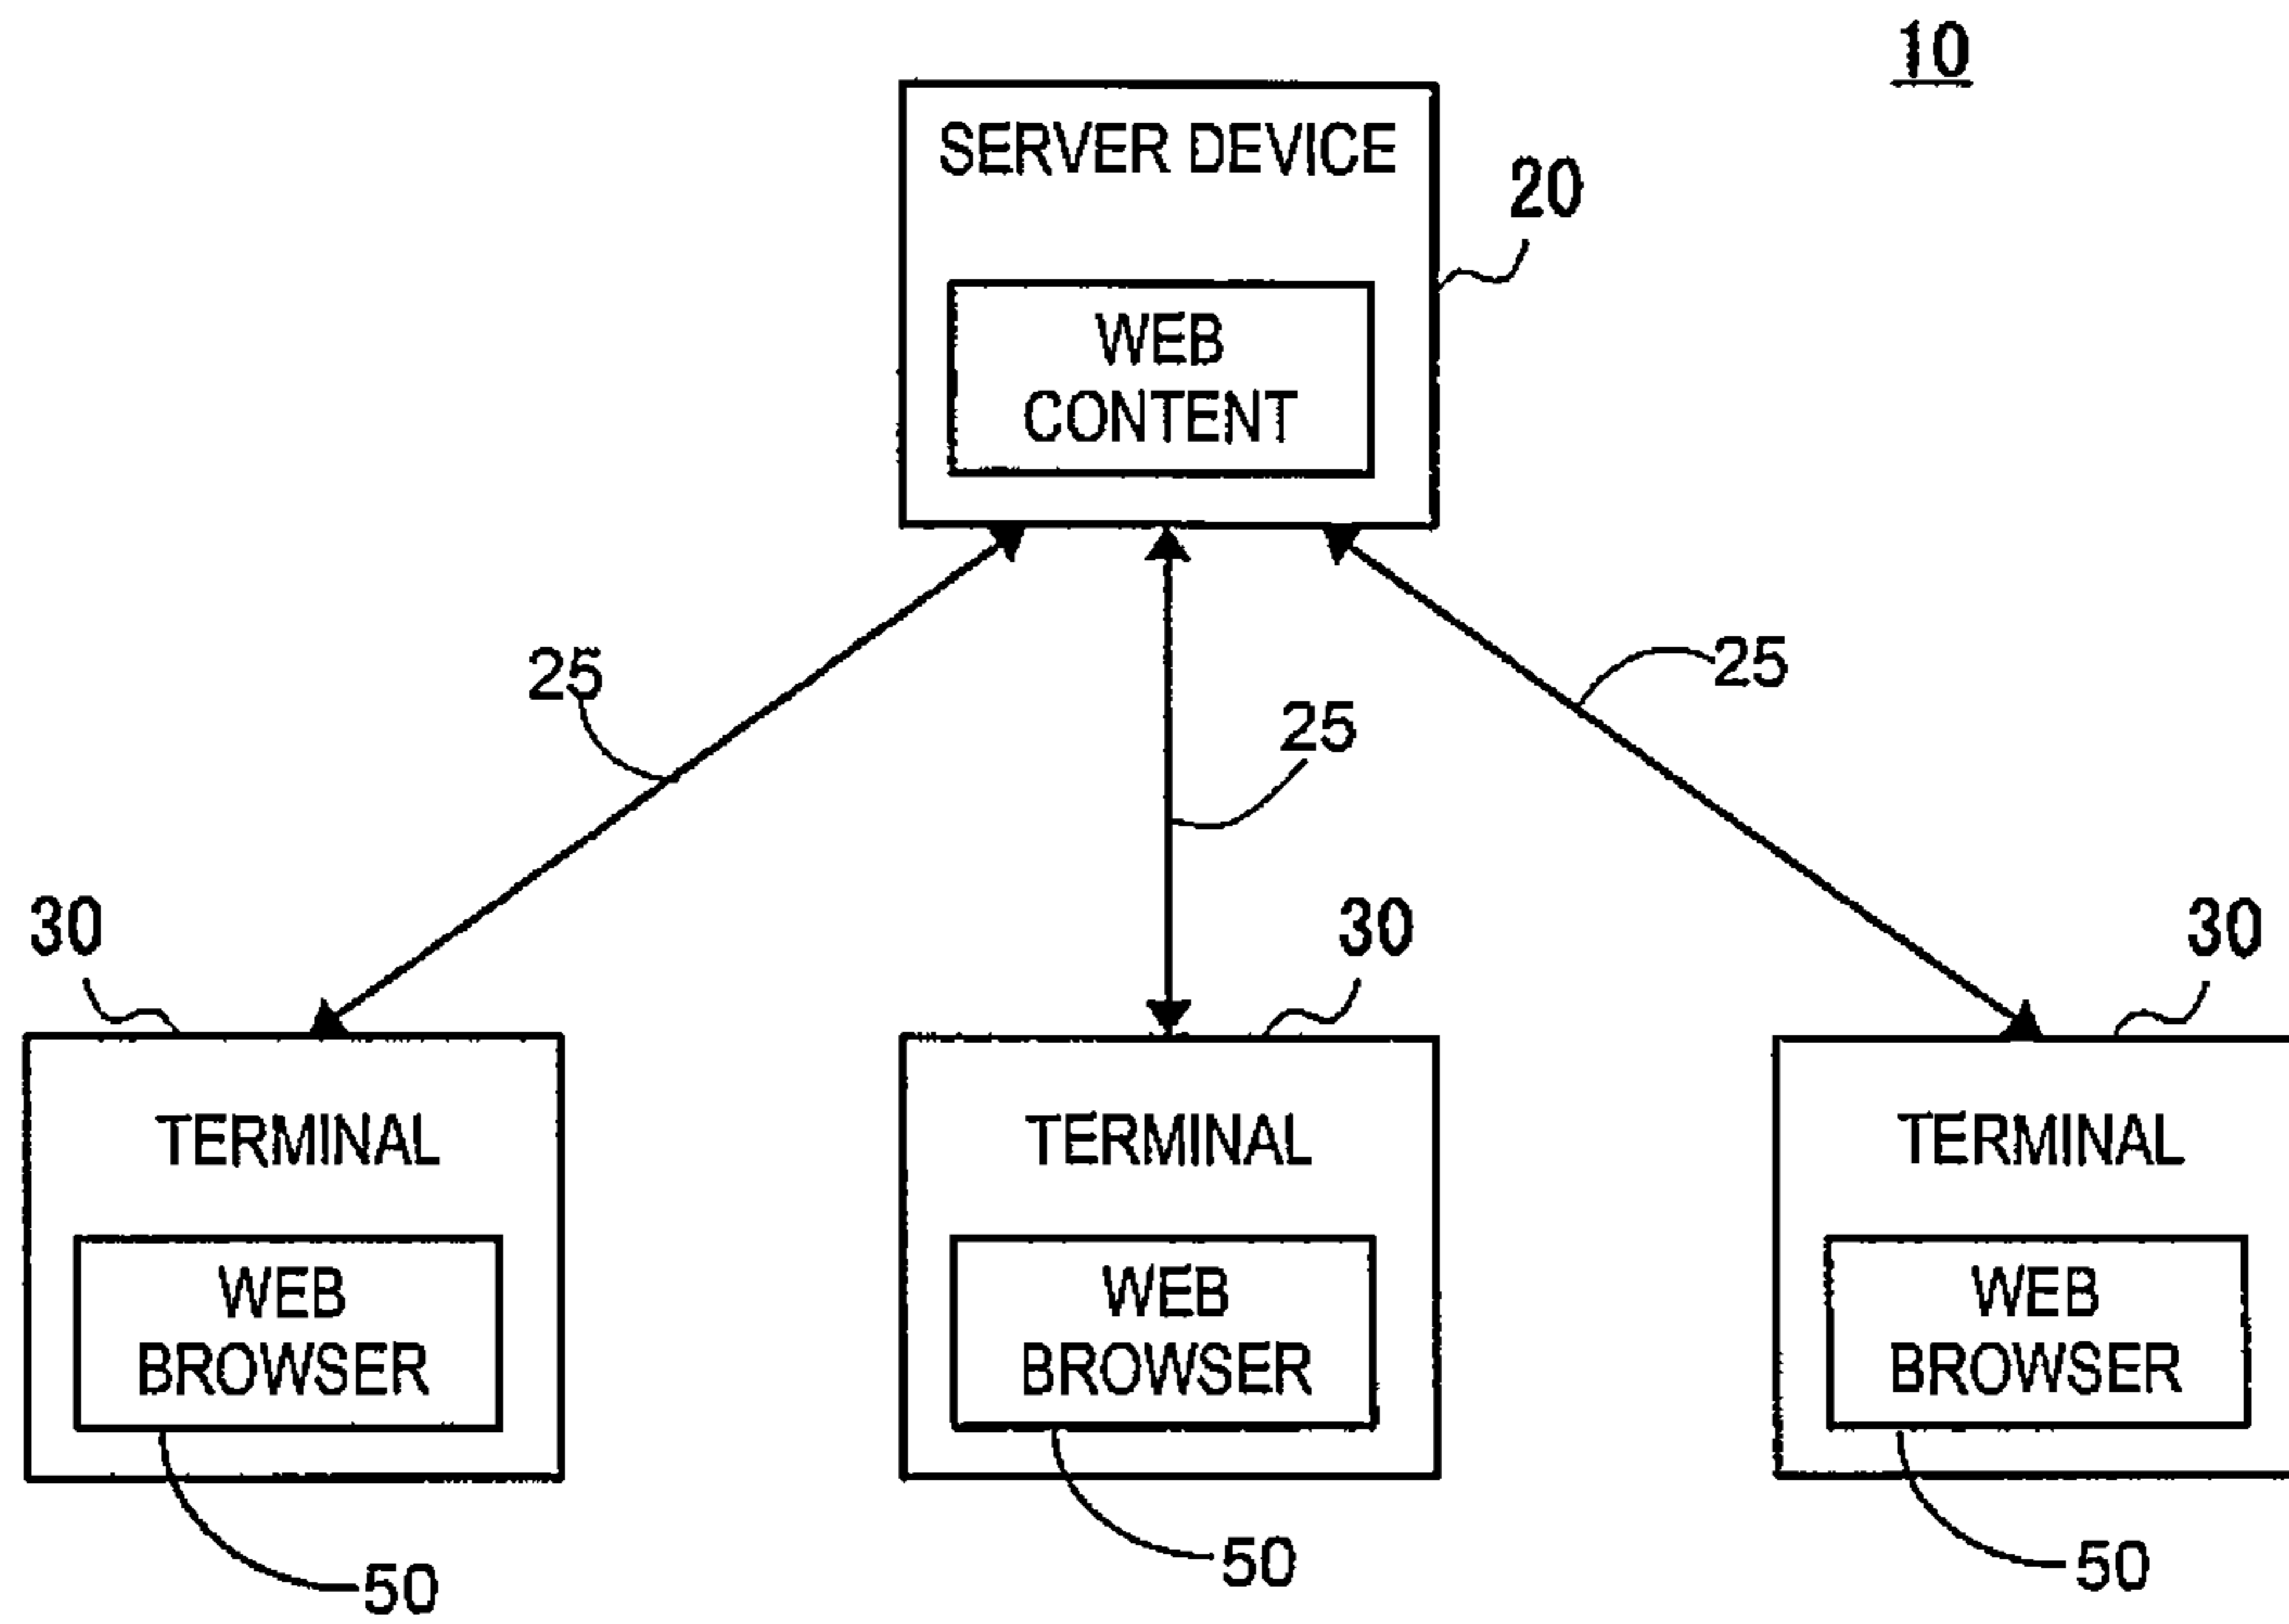 10
SERVER DEVICE
20
WEB
CONTENT
25
25
25
30
30
30
TERMINAL
TERMINAL
TERMINAL
WEB
BROWSER
WEB
BROWSER
WEB
BROWSER
50
50
50